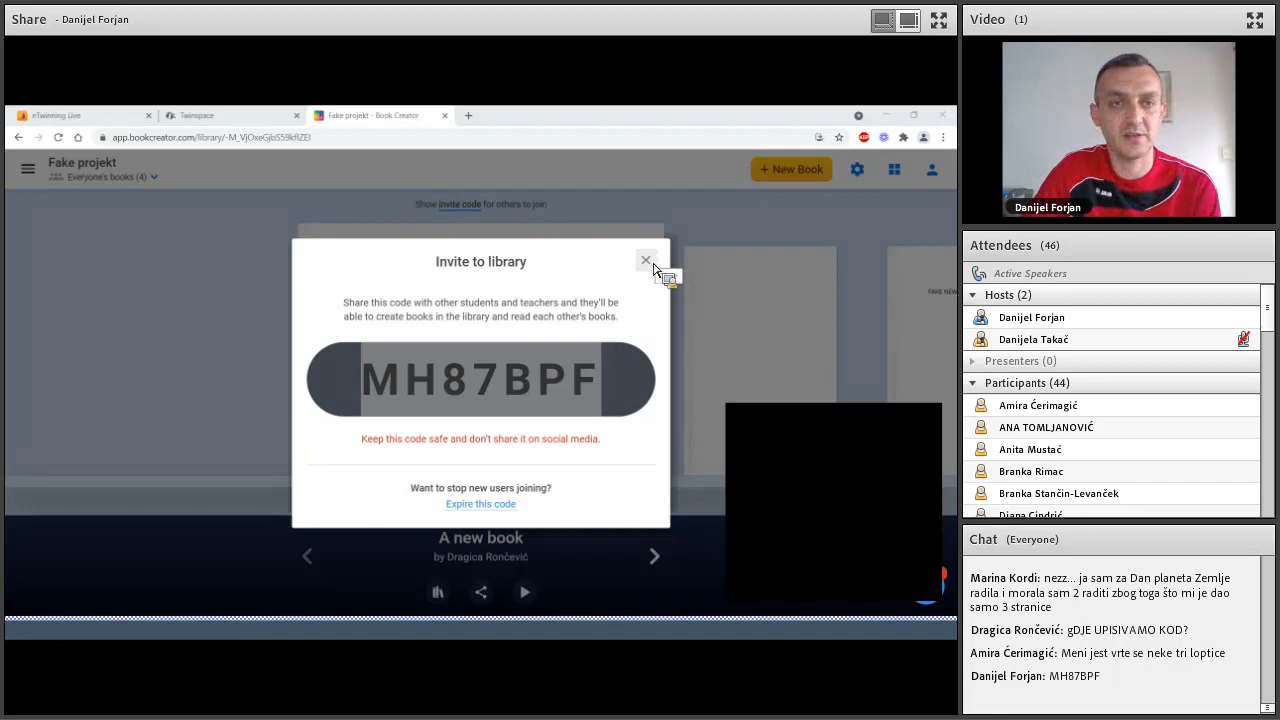 Share - Danijel Forjan
eTwinning Live
Twinspace
Fake projekt - Book Creator
Fake projekt
Everyone's books (4)
+ New Book
Show invite code for others to join
Invite to library
Share this code with other students and teachers and they'll be
able to create books in the library and read each other's books.
MH87BPF
Keep this code safe and don't share it on social media.
Want to stop new users joining?
Expire this code
A new book
by Dragica Rončević
ABP
Video (1)
JAKO
Danijel Forjan
Attendees (46)
Active Speakers
Hosts (2)
Danijel Forjan
Danijela Takač
Presenters (0)
Participants (44)
Amira Ćerimagić
ANA TOMLJANOVIĆ
Anita Mustać
Branka Rimac
Branka Stančin-Levanček
Diana Cindrić
Chat (Everyone)
Marina Kordi: nezz... ja sam za Dan planeta Zemlje
radila i morala sam 2 raditi zbog toga što mi je dao
samo 3 stranice
Dragica Rončević: gDJE UPISIVAMO KOD?
Amira Ćerimagić: Meni jest vrte se neke tri loptice
Danijel Forjan: MH87BPF